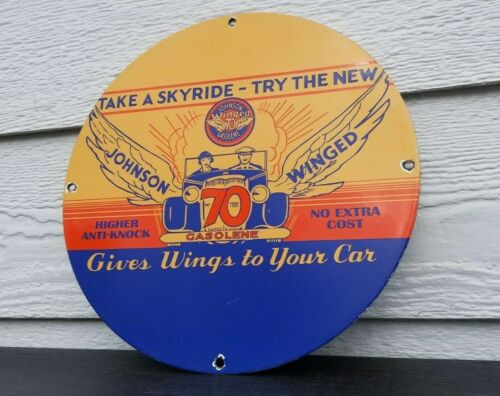 TAKE A SKYRIDE - TRY THE NEW
JOHNSON
Winged
70
GASOLENE
JOHNSON
WINGED
70
HIGHER
ANTI-KNOCK
NO EXTRA
COST
GASOLENE
Gives Wings to Your Car